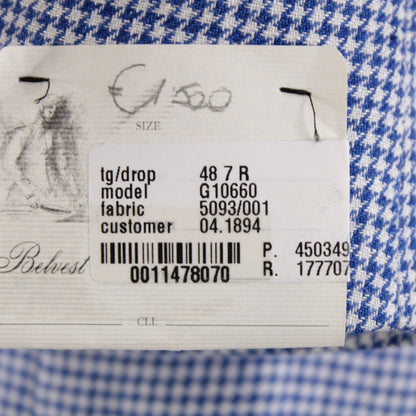 €1500
SIZE
tg/drop 48 7 R
model G10660
fabric 5093/001
customer 04.1894
P. 450349
0011478070 R. 177707
Belvest
CLL